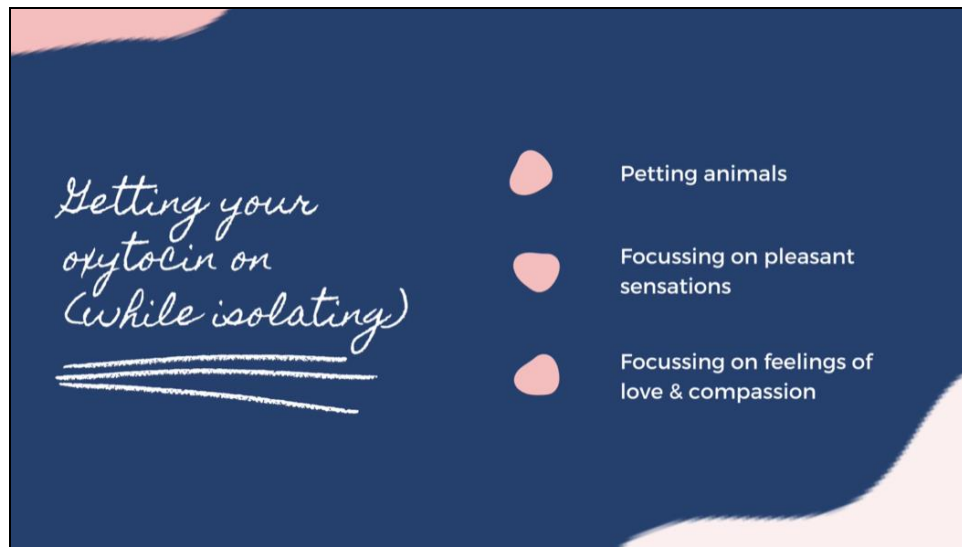 Getting your
oxytocin on
(while isolating)
Petting animals
Focussing on pleasant
sensations
Focussing on feelings of
love & compassion